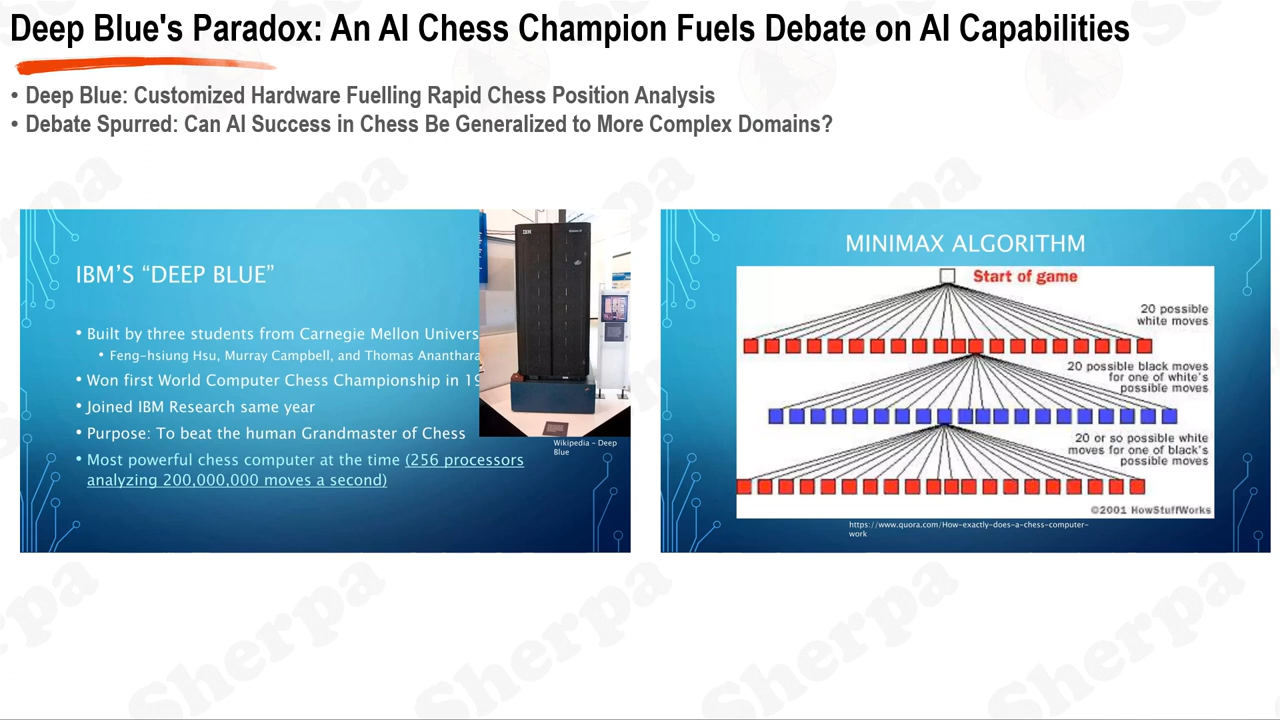 Deep Blue's Paradox: An AI Chess Champion Fuels Debate on AI Capabilities
• Deep Blue: Customized Hardware Fuelling Rapid Chess Position Analysis
• Debate Spurred: Can AI Success in Chess Be Generalized to More Complex Domains?
IBM'S “DEEP BLUE”
• Built by three students from Carnegie Mellon Univers
• Feng-hsiung Hsu, Murray Campbell, and Thomas Ananthara
• Won first World Computer Chess Championship in 19
• Joined IBM Research same year
• Purpose: To beat the human Grandmaster of Chess
• Most powerful chess computer at the time (256 processors
analyzing 200,000,000 moves a second)
IBM
Wikipedia - Deep
Blue
MINIMAX ALGORITHM
Start of game
20 possible
white moves
20 possible black moves
for one of white's
possible moves
20 or so possible white
moves for one of black's
possible moves
©2001 HowStuffWorks
https://www.quora.com/How-exactly-does-a-chess-computer-
work
Sherpa